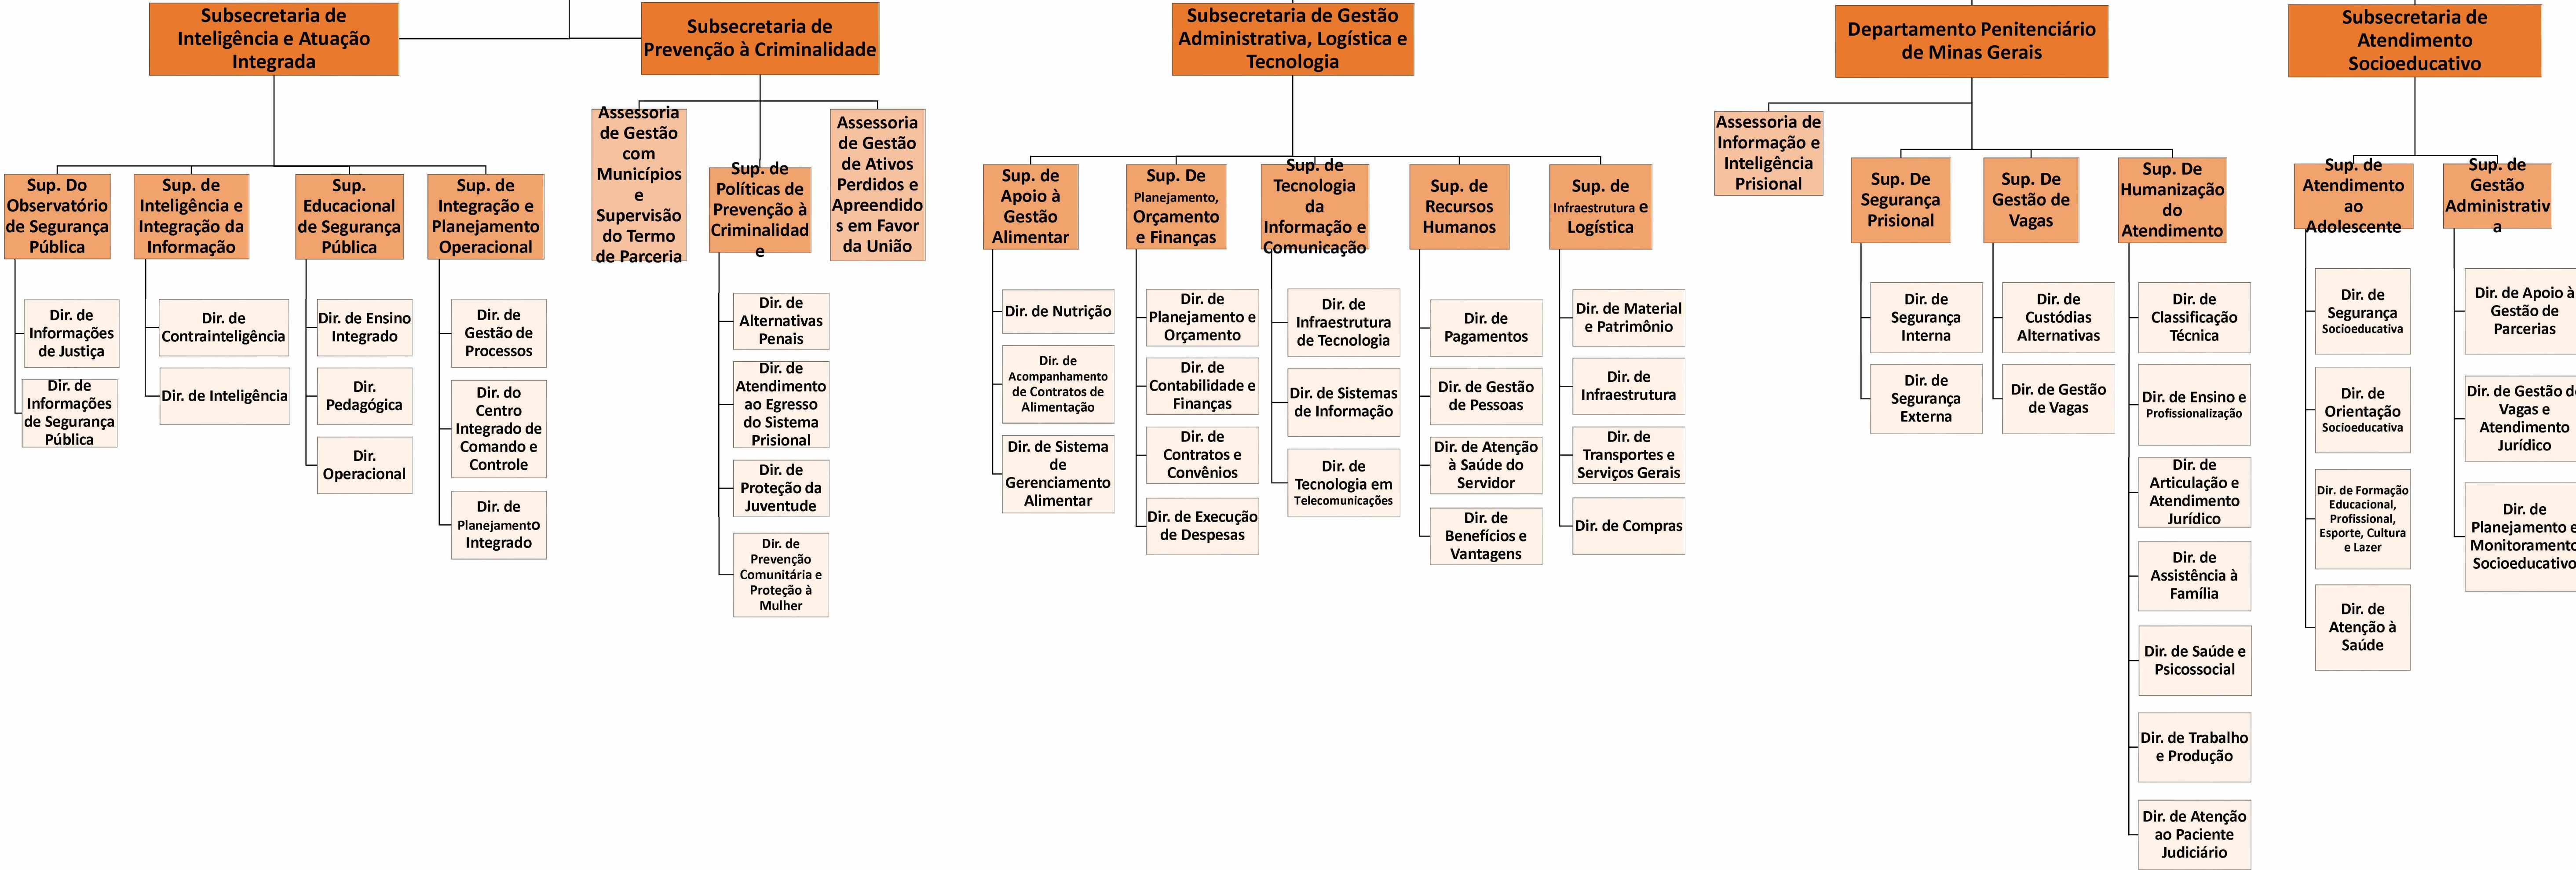 Subsecretaria de
Inteligência e Atuação
Integrada
Subsecretaria de
Prevenção à Criminalidade
Subsecretaria de Gestão
Administrativa, Logística e
Tecnologia
Departamento Penitenciário
de Minas Gerais
Subsecretaria de
Atendimento
Socioeducativo
Sup. Do
Observatório
de Segurança
Pública
Dir. de
Informações
de Justiça
Dir. de
Informações
de Segurança
Pública
Sup. de
Inteligência e
Integração da
Informação
Dir. de
Contrainteligência
Dir. de Inteligência
Sup.
Educacional
de Segurança
Pública
Dir. de Ensino
Integrado
Dir.
Pedagógica
Dir.
Operacional
Sup. de
Integração e
Planejamento
Operacional
Dir. de
Gestão de
Processos
Dir. do
Centro
Integrado de
Comando e
Controle
Dir. de
Planejamento
Integrado
Assessoria
de Gestão
com
Municípios
e
Supervisão
do Termo
de Parceria
Sup. de
Políticas de
Prevenção à
Criminalidad
e
Dir. de
Alternativas
Penais
Dir. de
Atendimento
ao Egresso
do Sistema
Prisional
Dir. de
Proteção da
Juventude
Dir. de
Prevenção
Comunitária e
Proteção à
Mulher
Assessoria
de Gestão
de Ativos
Perdidos e
Apreendido
s em Favor
da União
Sup. de
Apoio à
Gestão
Alimentar
Dir. de Nutrição
Dir. de
Acompanhamento
de Contratos de
Alimentação
Dir. de Sistema
de
Gerenciamento
Alimentar
Sup. De
Planejamento,
Orçamento
e Finanças
Dir. de
Planejamento e
Orçamento
Dir. de
Contabilidade e
Finanças
Dir. de
Contratos e
Convênios
Dir. de Execução
de Despesas
Sup. de
Tecnologia
da
Informação e
Comunicação
Dir. de
Infraestrutura
de Tecnologia
Dir. de Sistemas
de Informação
Dir. de
Tecnologia em
Telecomunicações
Sup. de
Recursos
Humanos
Dir. de
Pagamentos
Dir. de Gestão
de Pessoas
Dir. de Atenção
à Saúde do
Servidor
Dir. de
Benefícios e
Vantagens
Sup. de
Infraestrutura e
Logística
Dir. de Material
e Patrimônio
Dir. de
Infraestrutura
Dir. de
Transportes e
Serviços Gerais
Dir. de Compras
Assessoria de
Informação e
Inteligência
Prisional
Sup. De
Segurança
Prisional
Dir. de
Segurança
Interna
Dir. de
Segurança
Externa
Sup. De
Gestão de
Vagas
Dir. de
Custódias
Alternativas
Dir. de Gestão
de Vagas
Sup. De
Humanização
do
Atendimento
Dir. de
Classificação
Técnica
Dir. de Ensino e
Profissionalização
Dir. de
Articulação e
Atendimento
Jurídico
Dir. de
Assistência à
Família
Dir. de Saúde e
Psicossocial
Dir. de Trabalho
e Produção
Dir. de Atenção
ao Paciente
Judiciário
Sup. de
Atendimento
ao
Adolescente
Dir. de
Segurança
Socioeducativa
Dir. de
Orientação
Socioeducativa
Dir. de Formação
Educacional,
Profissional,
Esporte, Cultura
e Lazer
Dir. de
Atenção à
Saúde
Sup. de
Gestão
Administrativ
a
Dir. de Apoio à
Gestão de
Parcerias
Dir. de Gestão de
Vagas e
Atendimento
Jurídico
Dir. de
Planejamento e
Monitoramento
Socioeducativo